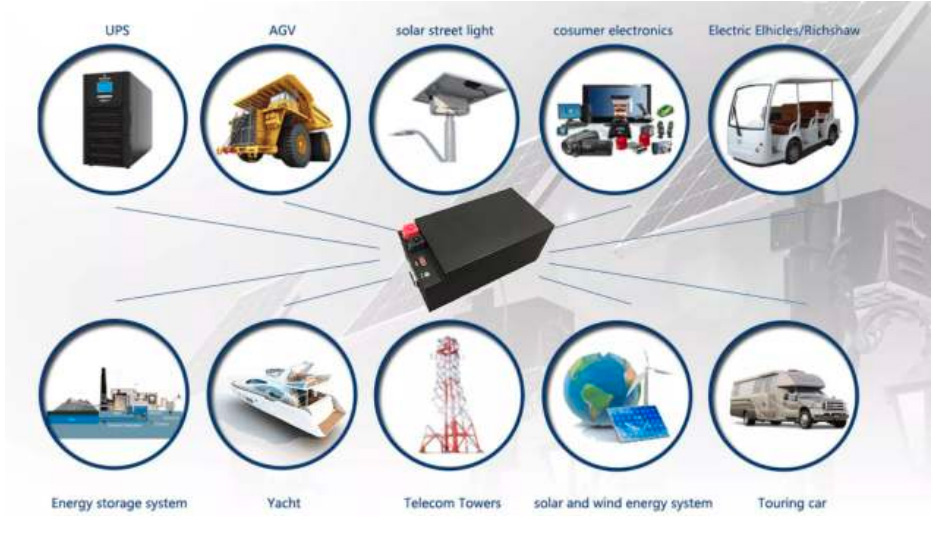 UPS
AGV
solar street light
cosumer electronics
Electric Elhicles/Richshaw
Energy storage system
Yacht
Telecom Towers
solar and wind energy system
Touring car